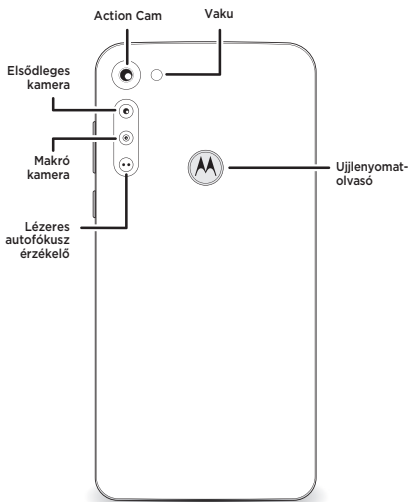 Action Cam
Vaku
Elsődleges
kamera
Makró
kamera
Lézeres
autofókusz
érzékelő
Ujjlenyomat-
olvasó